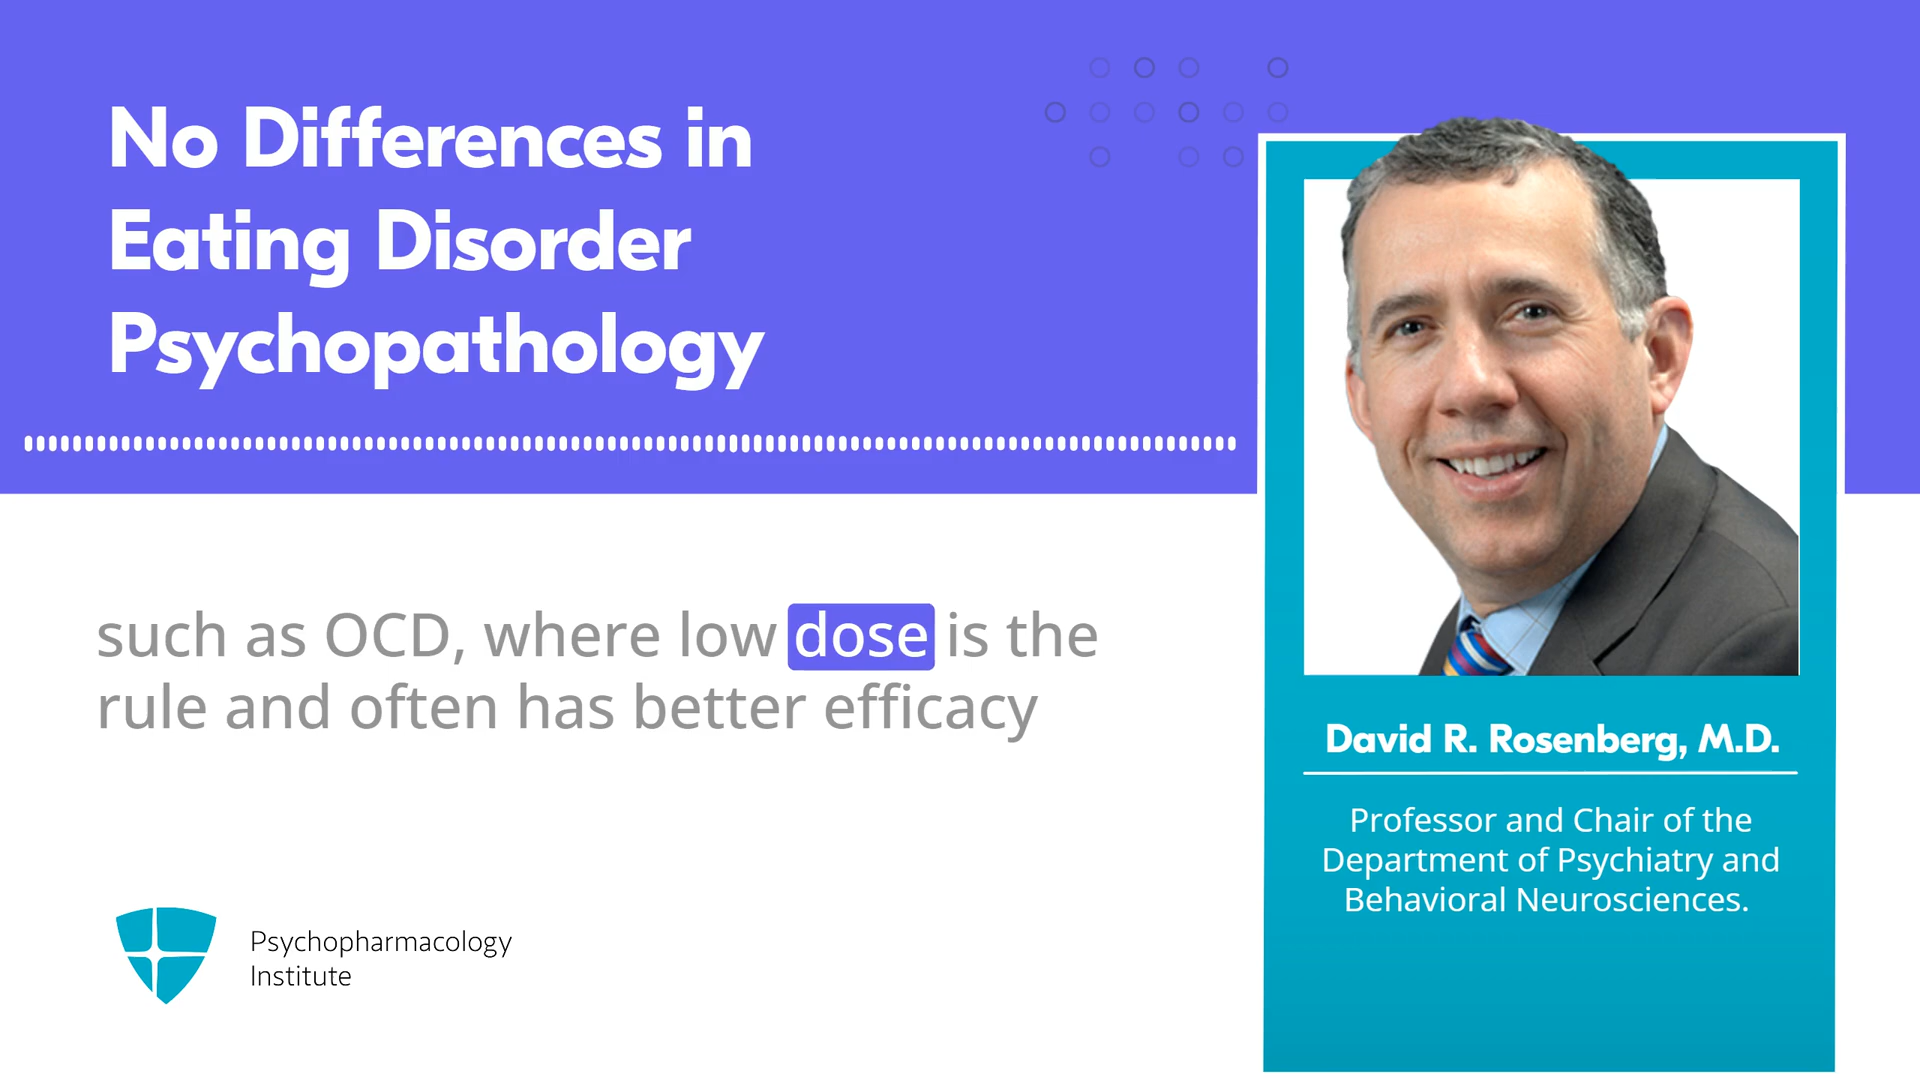 No Differences in
Eating Disorder
Psychopathology
such as OCD, where low dose is the
rule and often has better efficacy
Psychopharmacology
Institute
David R. Rosenberg, M.D.
Professor and Chair of the
Department of Psychiatry and
Behavioral Neurosciences.